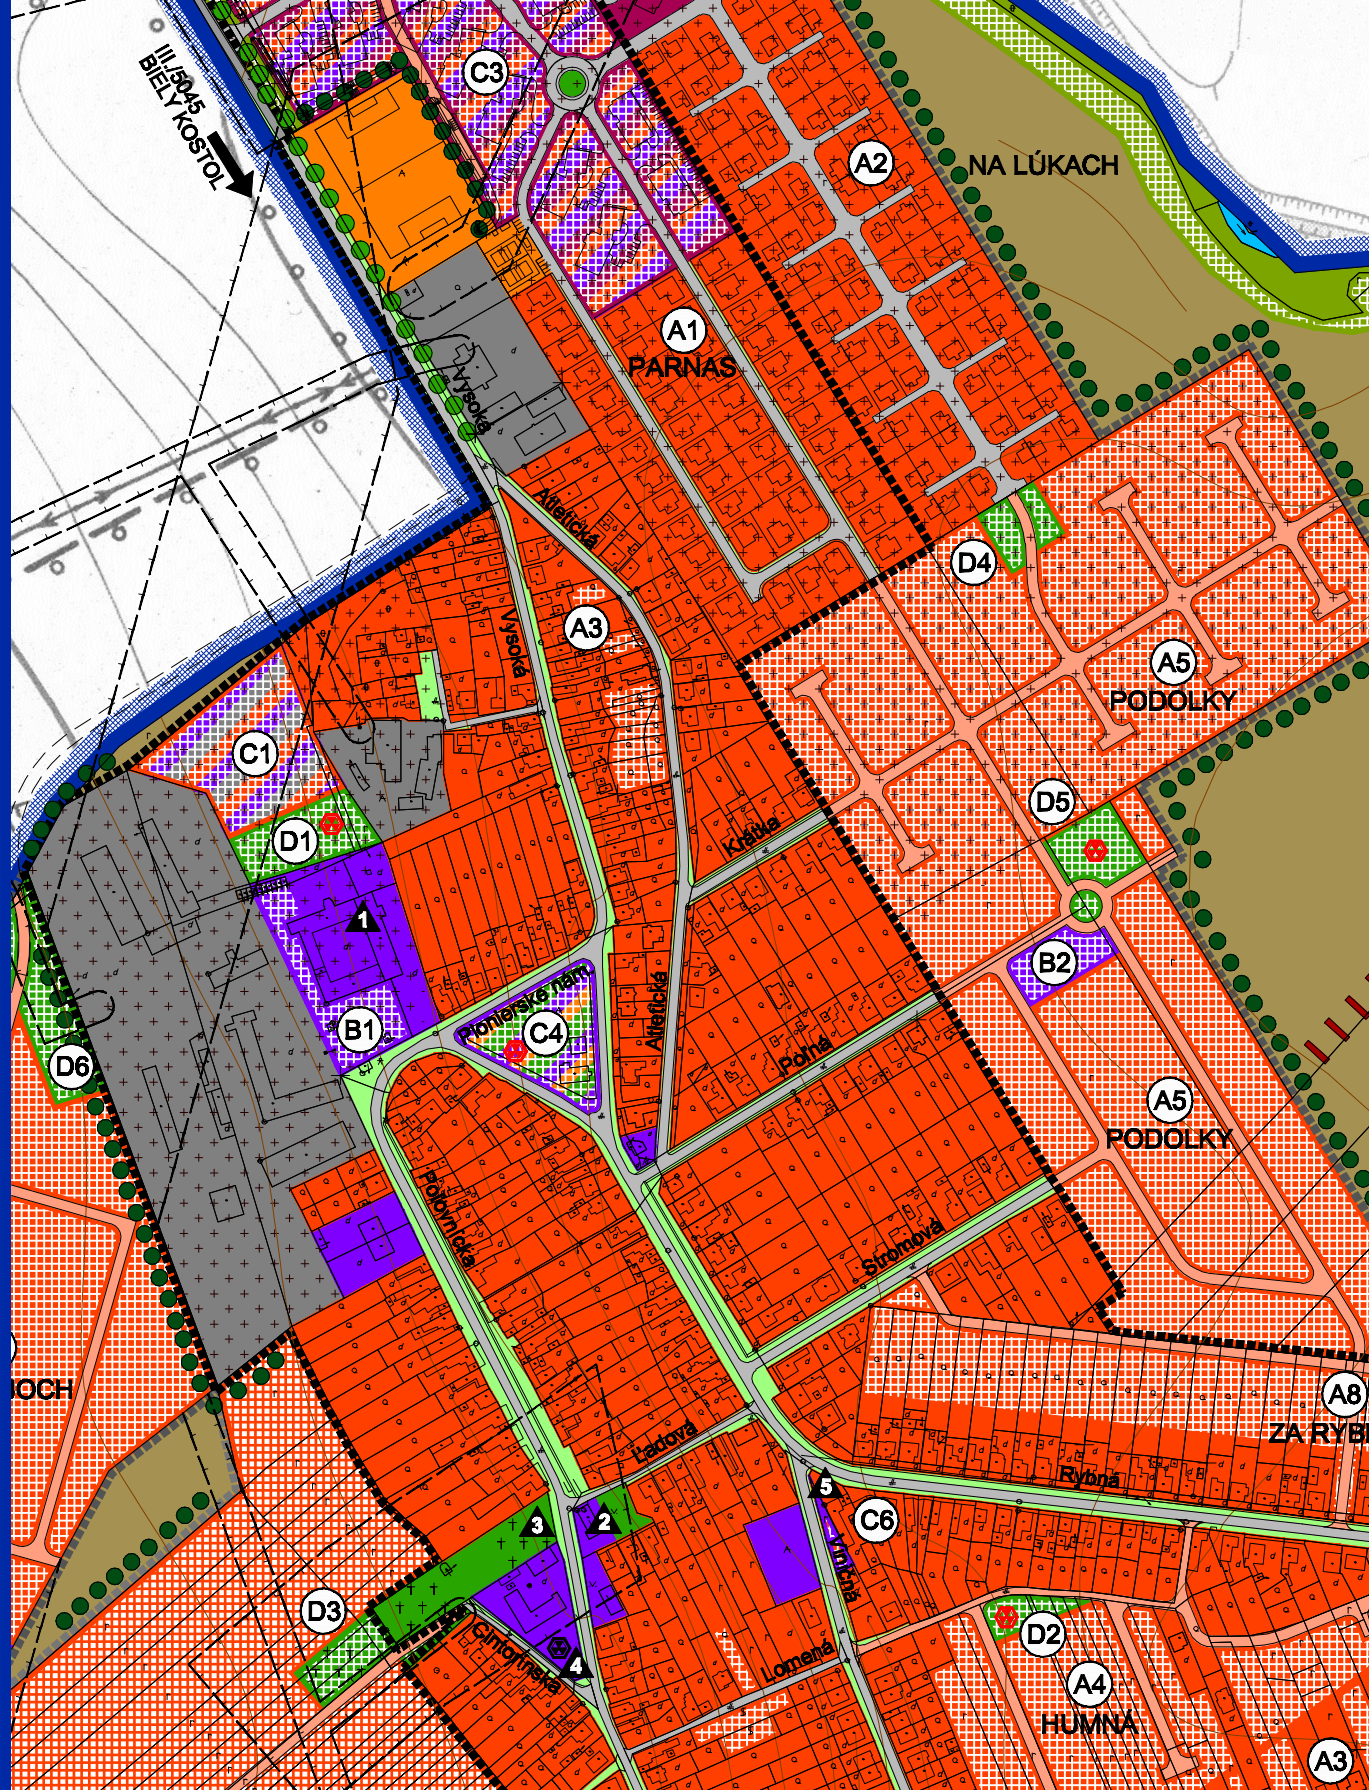 III./5045
BIELY KOSTOL
C3
A2
NA LÚKACH
A1
PARNAS
Vysoká
Atletická
D4
A3
Vysoká
A5
PODOLKY
C1
D1
D5
Krátka
1
B2
B1
Pionierske nám
C4
Atletická
Poľná
D6
A5
PODOLKY
Poľovnícka
Stromová
A8
ZA RYB
Ľadová
Rybná
5
3
2
C6
Viničná
D3
D2
Cintorínska
4
Lomená
A4
HUMNÁ
A3